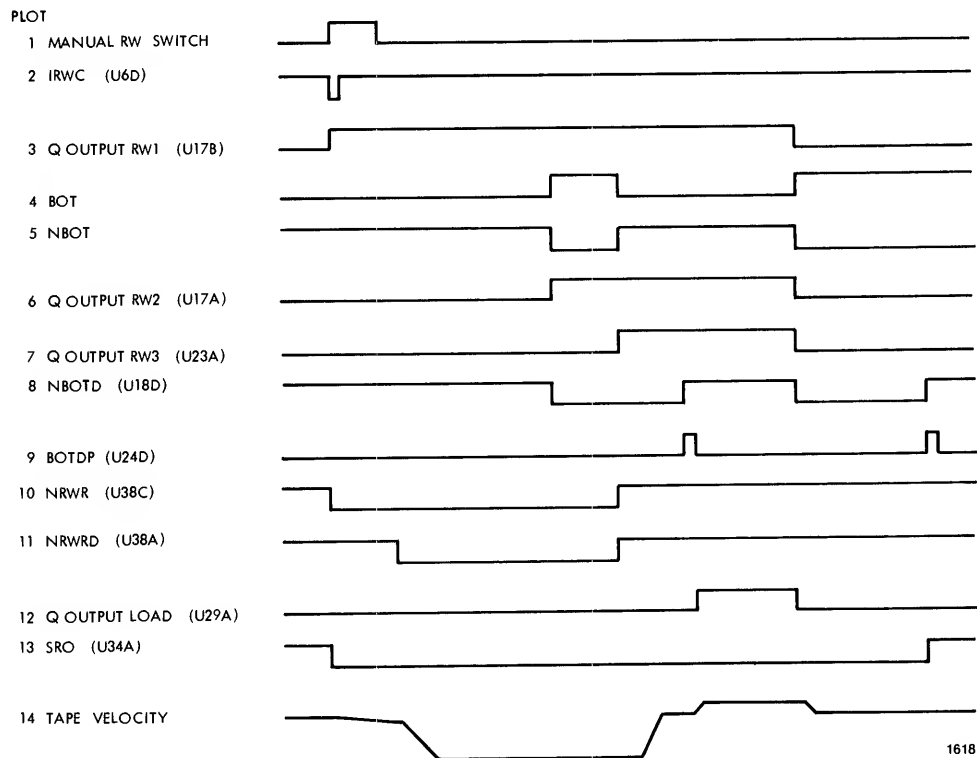 PLOT
1 MANUAL RW SWITCH
2 IRWC (U6D)
3 Q OUTPUT RW1 (U17B)
4 BOT
5 NBOT
6 Q OUTPUT RW2 (U17A)
7 Q OUTPUT RW3 (U23A)
8 NBOTD (U18D)
9 BOTDP (U24D)
10 NRWR (U38C)
11 NRWRD (U38A)
12 Q OUTPUT LOAD (U29A)
13 SRO (U34A)
14 TAPE VELOCITY
1618